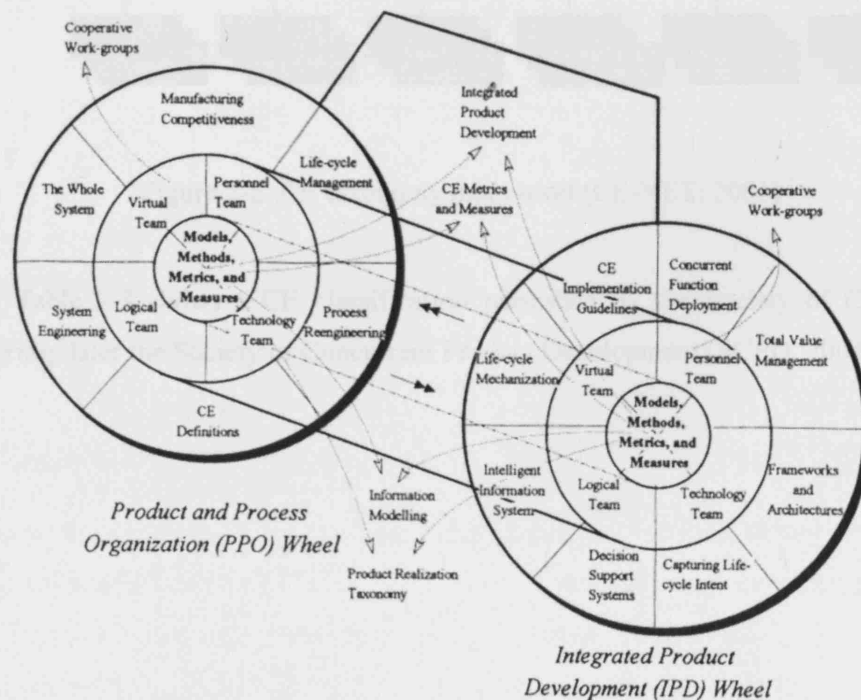 Cooperative
Work-groups
Manufacturing
Competitiveness
Integrated
Product
Development
Life-cycle
Management
The Whole
System
Virtual
Team
Personnel
Team
CE Metrics
and Measures
Cooperative
Work-groups
Models,
Methods,
Metrics, and
Measures
System
Engineering
Logical
Team
Technology
Team
Process
Reengineering
CE
Definitions
CE
Implementation
Guidelines
Concurrent
Function
Deployment
Life-cycle
Mechanization
Virtual
Team
Personnel
Team
Total Value
Management
Models,
Methods,
Metrics, and
Measures
Intelligent
Information
System
Logical
Team
Technology
Team
Frameworks
and
Architectures
Information
Modelling
Decision
Support
Systems
Capturing Life-
cycle Intent
Product Realization
Taxonomy
Product and Process
Organization (PPO) Wheel
Integrated Product
Development (IPD) Wheel